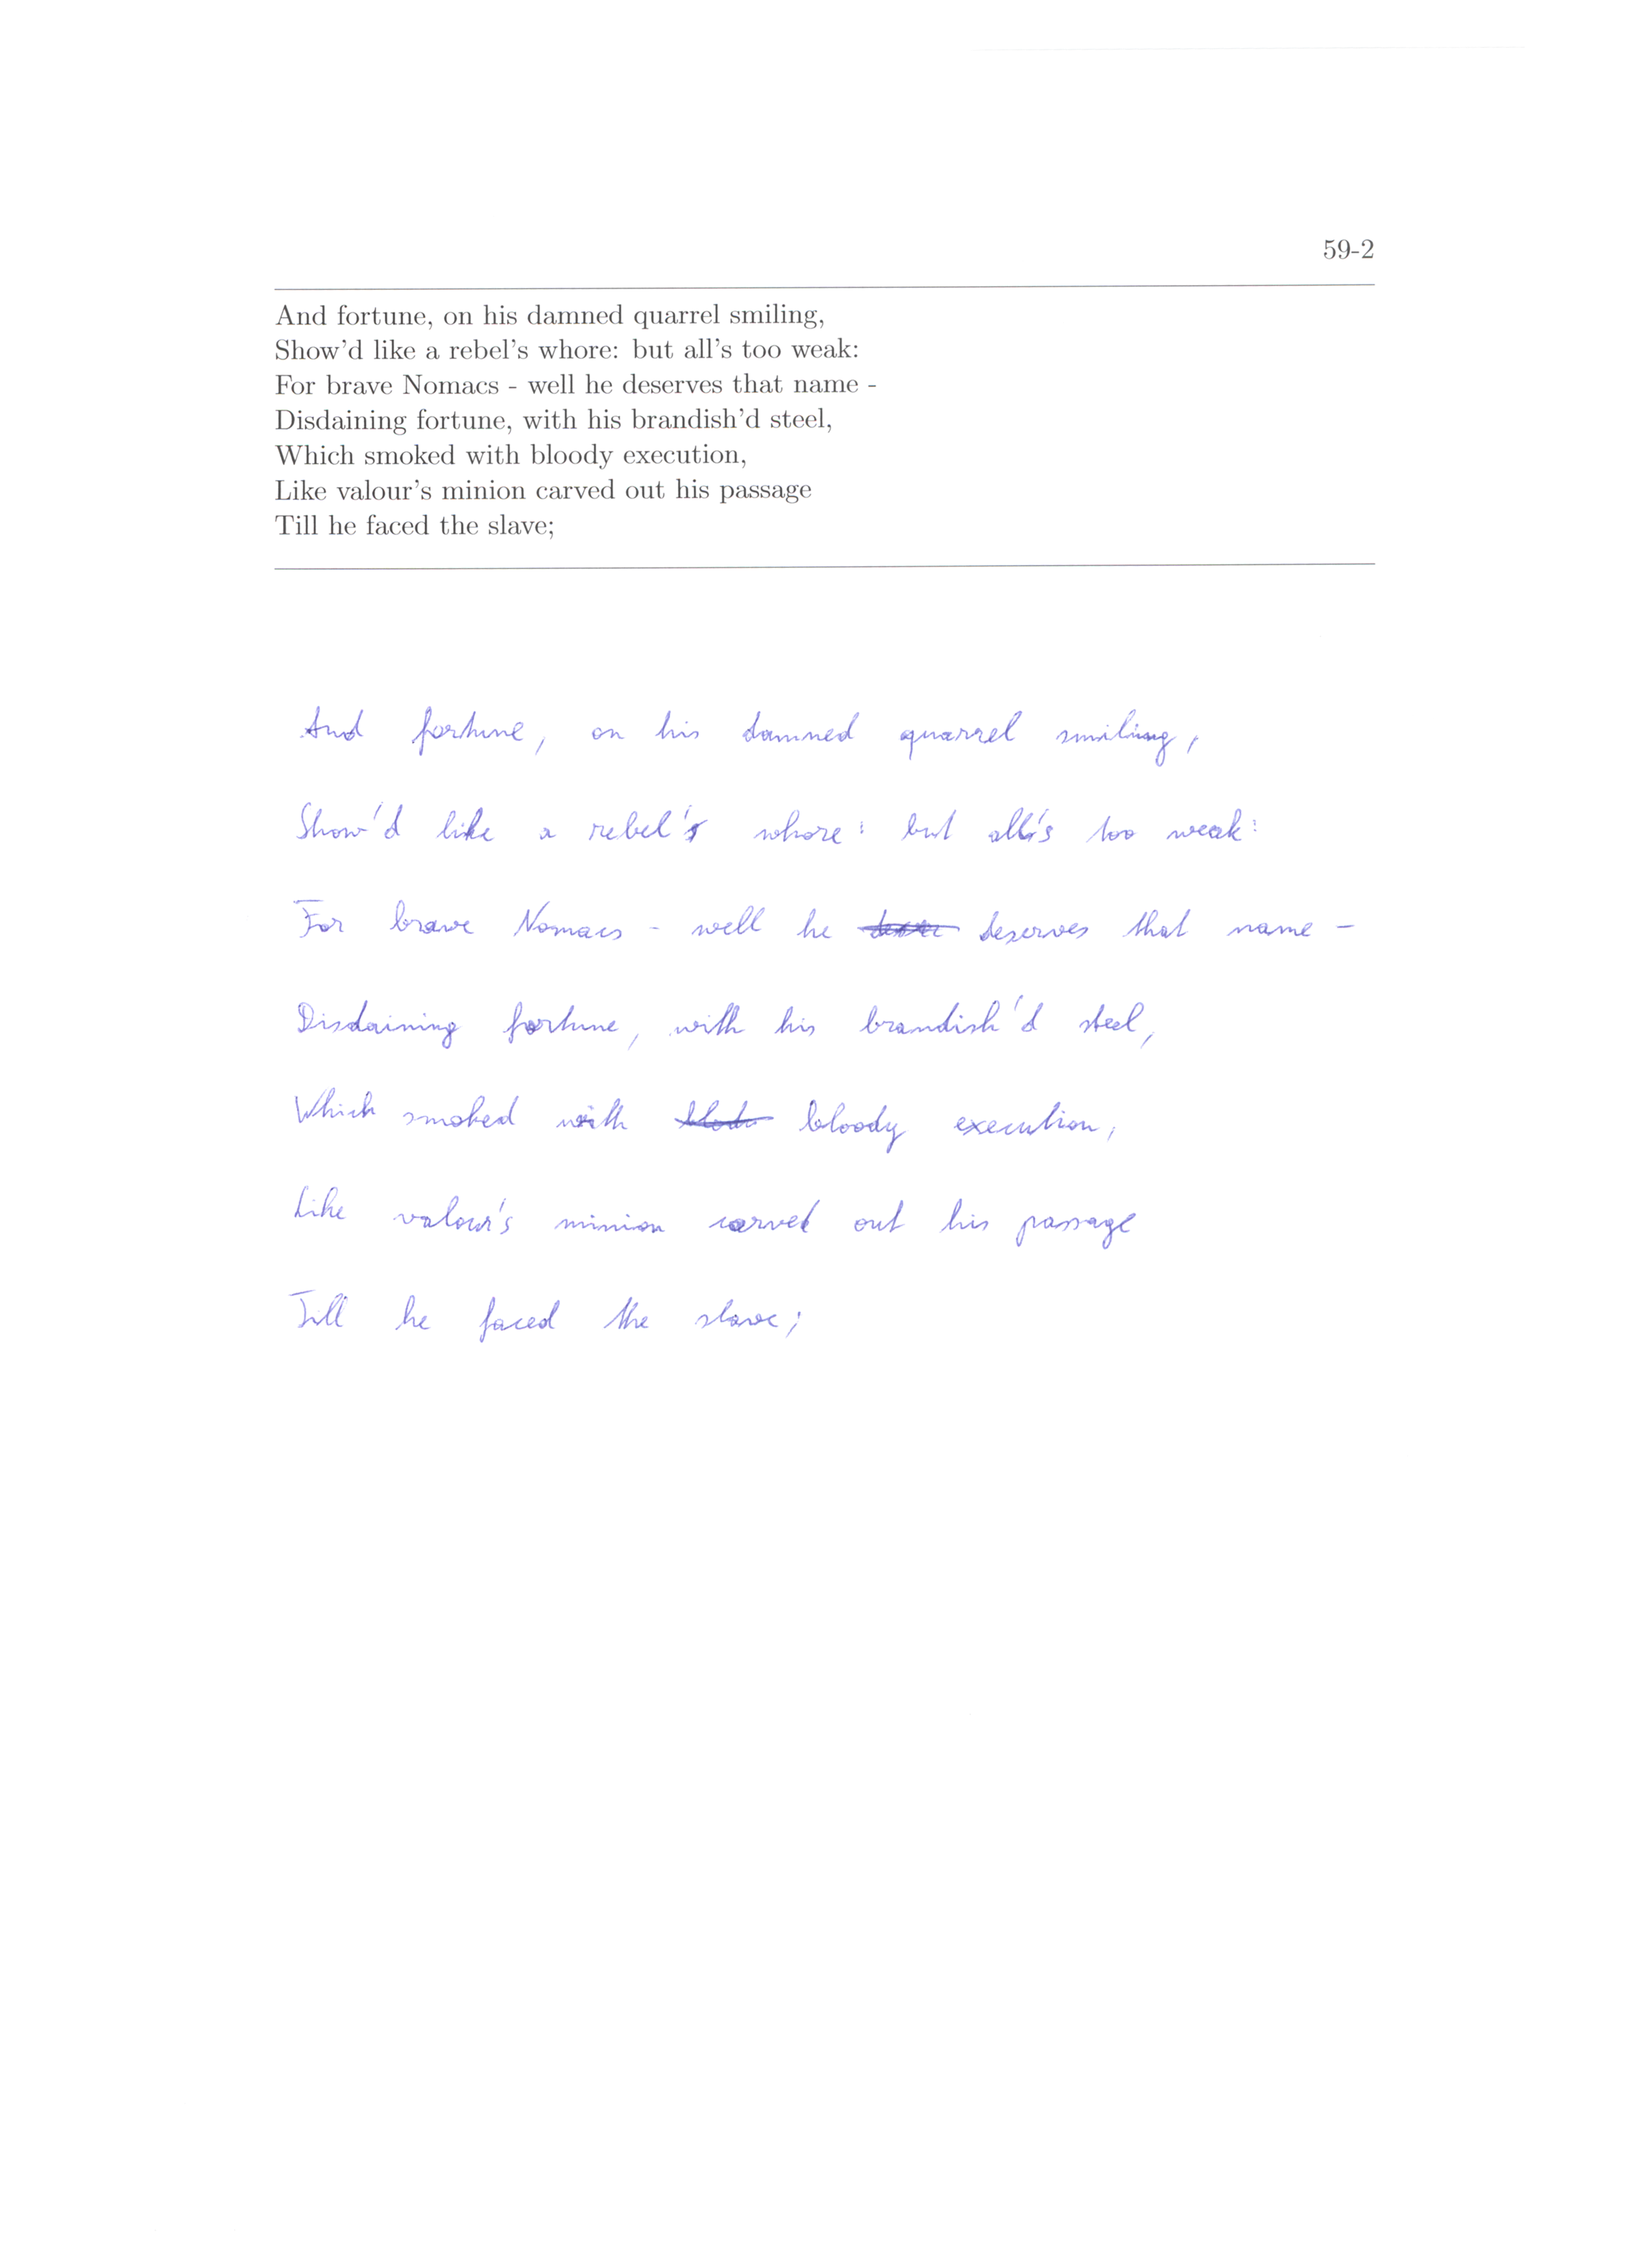 59-2
And fortune, on his damned quarrel smiling,
Show'd like a rebel's whore: but all's too weak:
For brave Nomacs - well he deserves that name -
Disdaining fortune, with his brandish'd steel,
Which smoked with bloody execution,
Like valour's minion carved out his passage
Till he faced the slave;
And fortune, on his damned quarrel smiling,
Show'd like a rebel's whore: but all's too weak:
For brave Nomacs - well he deserves that name -
Disdaining fortune, with his brandish'd steel,
Which smoked with bloody execution,
Like valour's minion carved out his passage
Till he faced the slave;